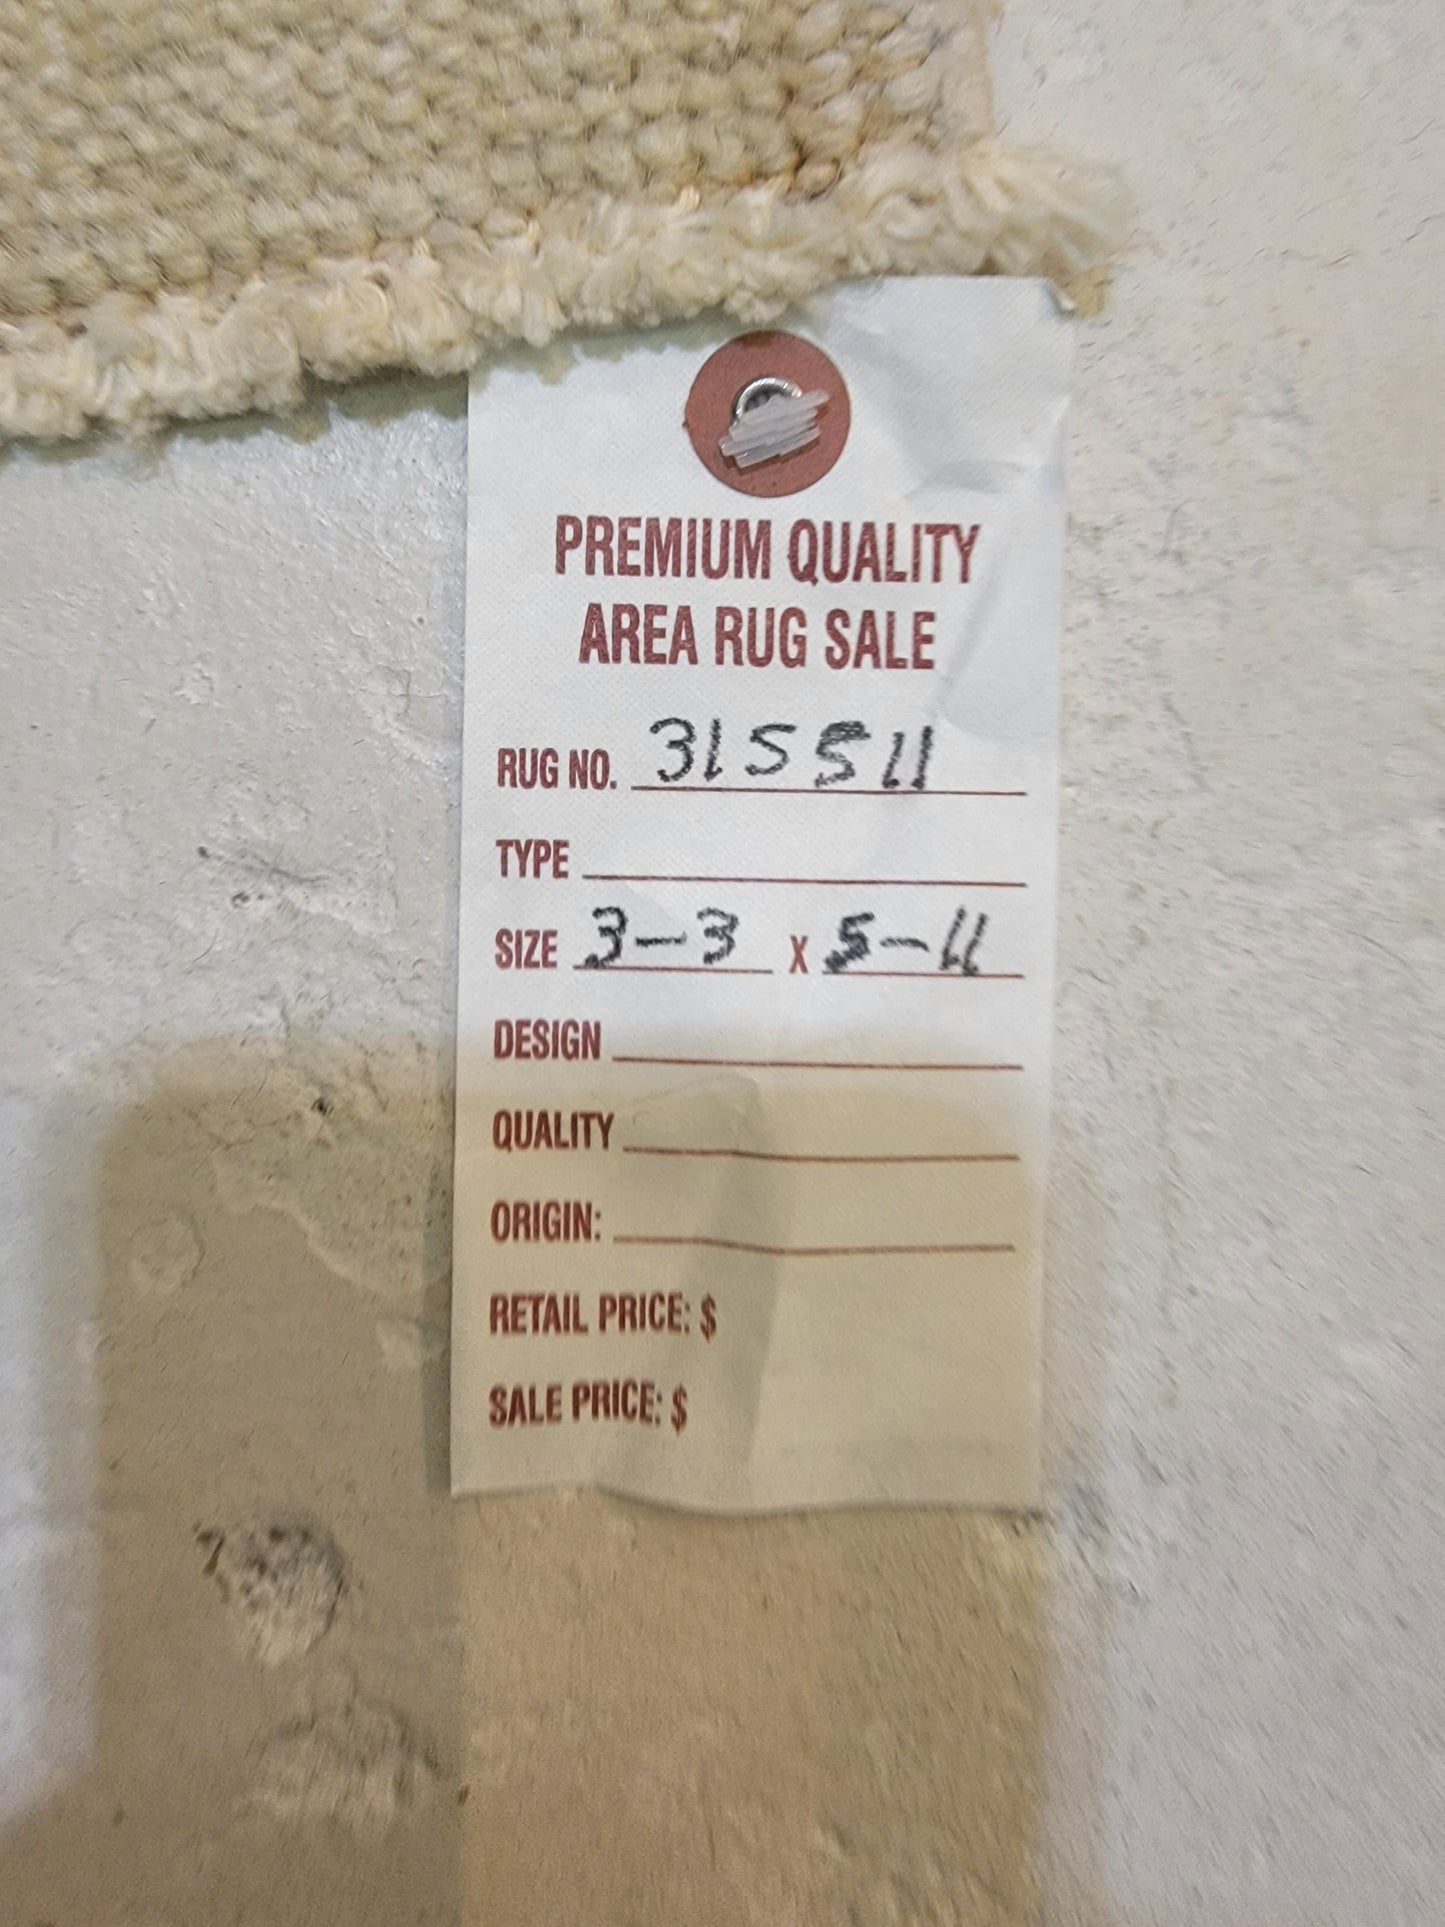 PREMIUM QUALITY
AREA RUG SALE
RUG NO. 315511
TYPE
SIZE 3-3 X 5-11
DESIGN
QUALITY
ORIGIN:
RETAIL PRICE: $
SALE PRICE: $